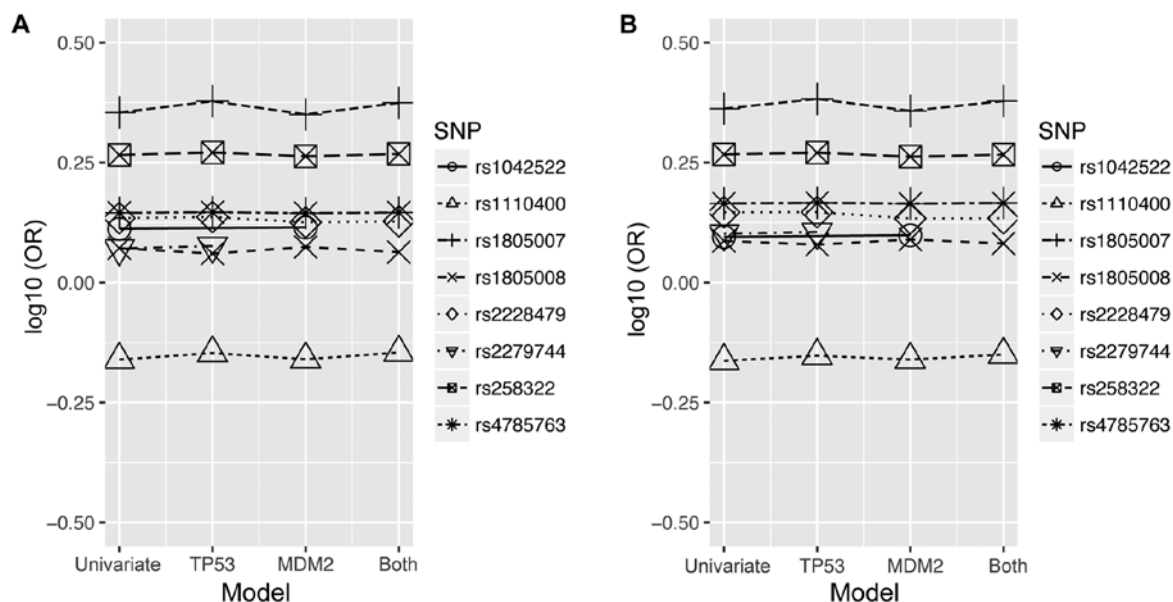 A
0.50
0.25
0.00
−0.25
−0.50
log10 (OR)
Univariate TP53 MDM2 Both
Model
SNP
rs1042522
rs1110400
rs1805007
rs1805008
rs2228479
rs2279744
rs258322
rs4785763
B
0.50
0.25
0.00
−0.25
−0.50
log10 (OR)
Univariate TP53 MDM2 Both
Model
SNP
rs1042522
rs1110400
rs1805007
rs1805008
rs2228479
rs2279744
rs258322
rs4785763